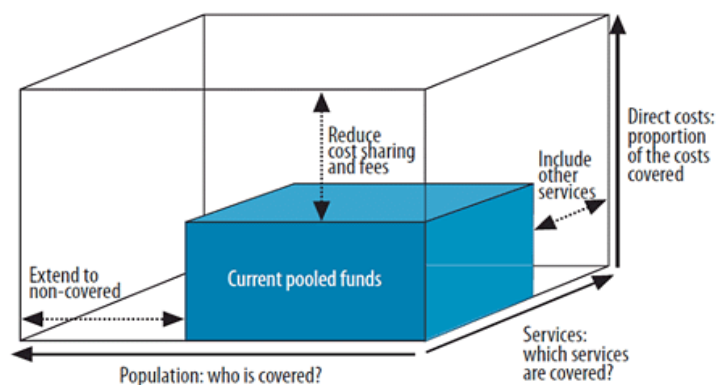 Reduce
cost sharing
and fees
Include
other
services
Direct costs:
proportion
of the costs
covered
Extend to
non-covered
Current pooled funds
Population: who is covered?
Services:
which services
are covered?